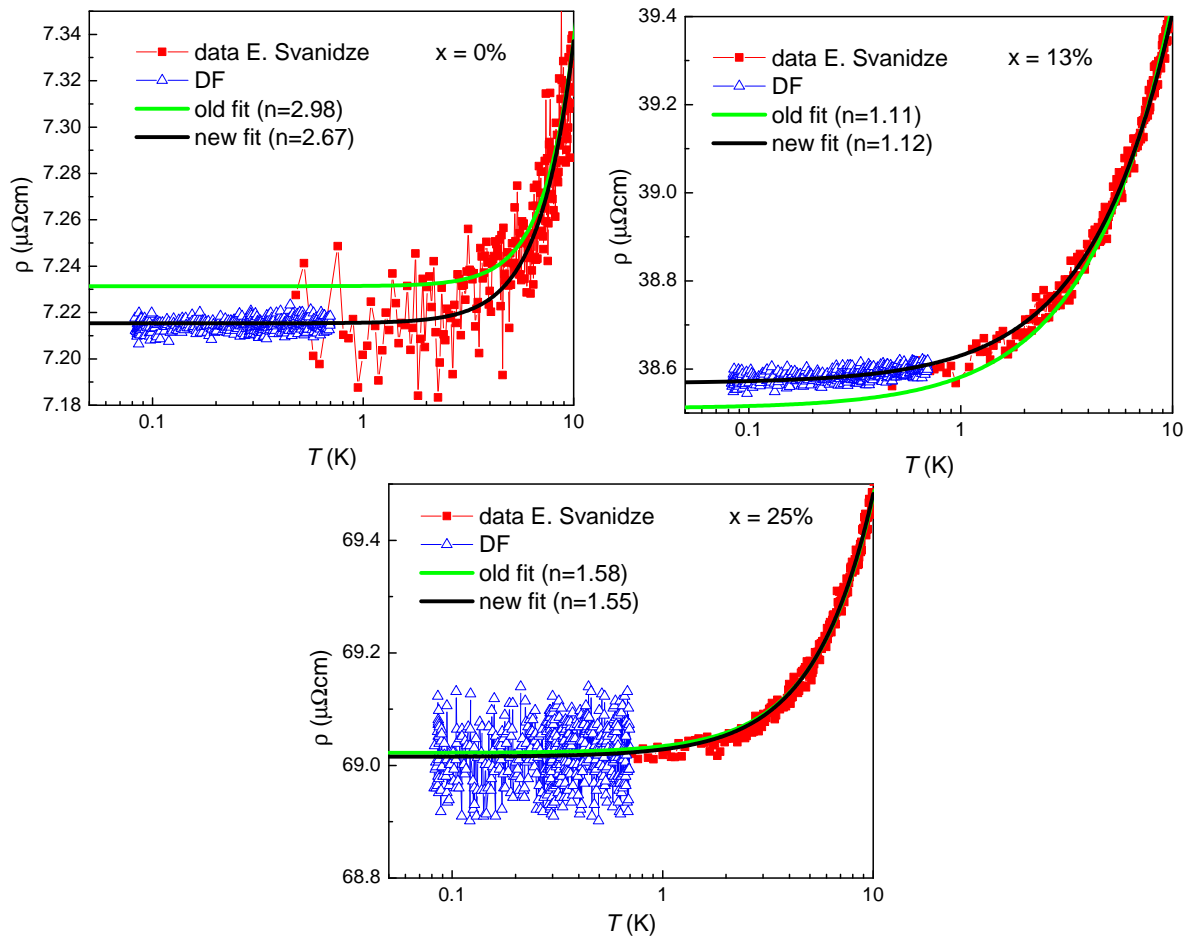 7.34
7.32
7.30
7.28
7.26
7.24
7.22
7.20
7.18
ρ (μΩcm)
data E. Svanidze
x = 0%
DF
old fit (n=2.98)
new fit (n=2.67)
0.1
1
10
T (K)
39.4
39.2
39.0
38.8
38.6
ρ (μΩcm)
data E. Svanidze
x = 13%
DF
old fit (n=1.11)
new fit (n=1.12)
0.1
1
10
T (K)
69.4
69.2
69.0
68.8
ρ (μΩcm)
data E. Svanidze
x = 25%
DF
old fit (n=1.58)
new fit (n=1.55)
0.1
1
10
T (K)